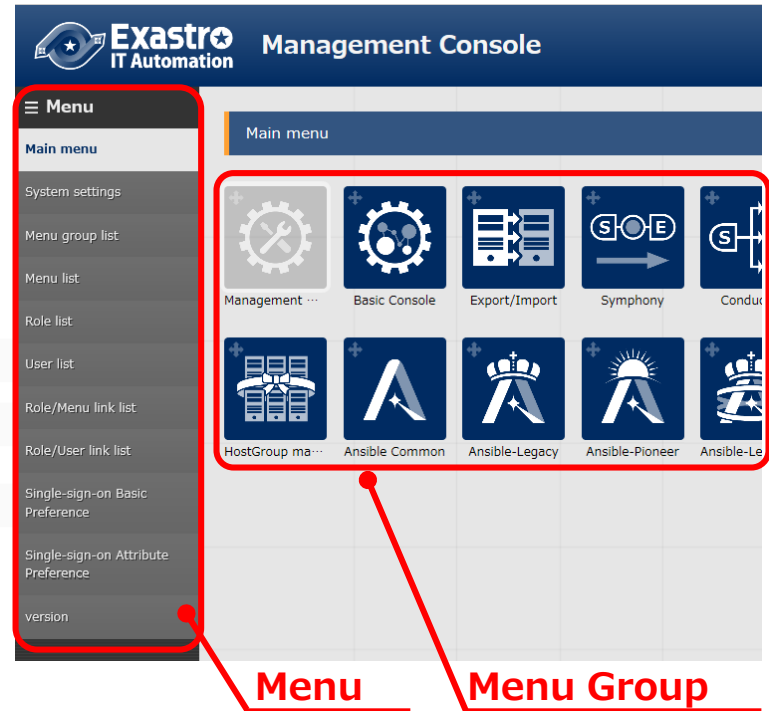 Exastro
IT Automation
Management Console
Menu
Main menu
System settings
Menu group list
Menu list
Role list
User list
Role/Menu link list
Role/User link list
Single-sign-on Basic
Preference
Single-sign-on Attribute
Preference
version
Main menu
S O E
S
Management ...
Basic Console
Export/Import
Symphony
Conduc
HostGroup ma...
Ansible Common
Ansible-Legacy
Ansible-Pioneer
Ansible-Le
Menu
Menu Group